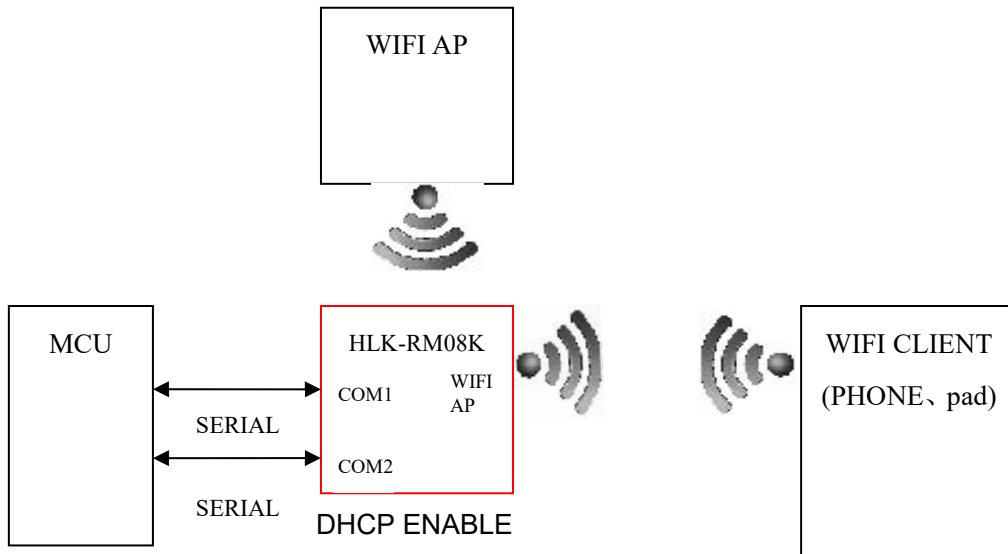 WIFI AP
MCU
HLK-RM08K
WIFI CLIENT
WIFI
AP
COM1
(PHONE、pad)
SERIAL
COM2
SERIAL
DHCP ENABLE